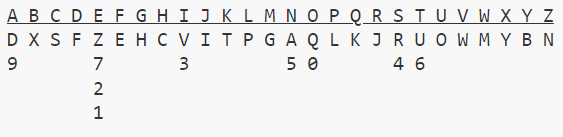 A B C D E F G H I J K L M N O P Q R S T U V W X Y Z
D X S F Z E H C V I T P G A Q L K J R U O W M Y B N
9 7 3 5 0 4 6
2
1